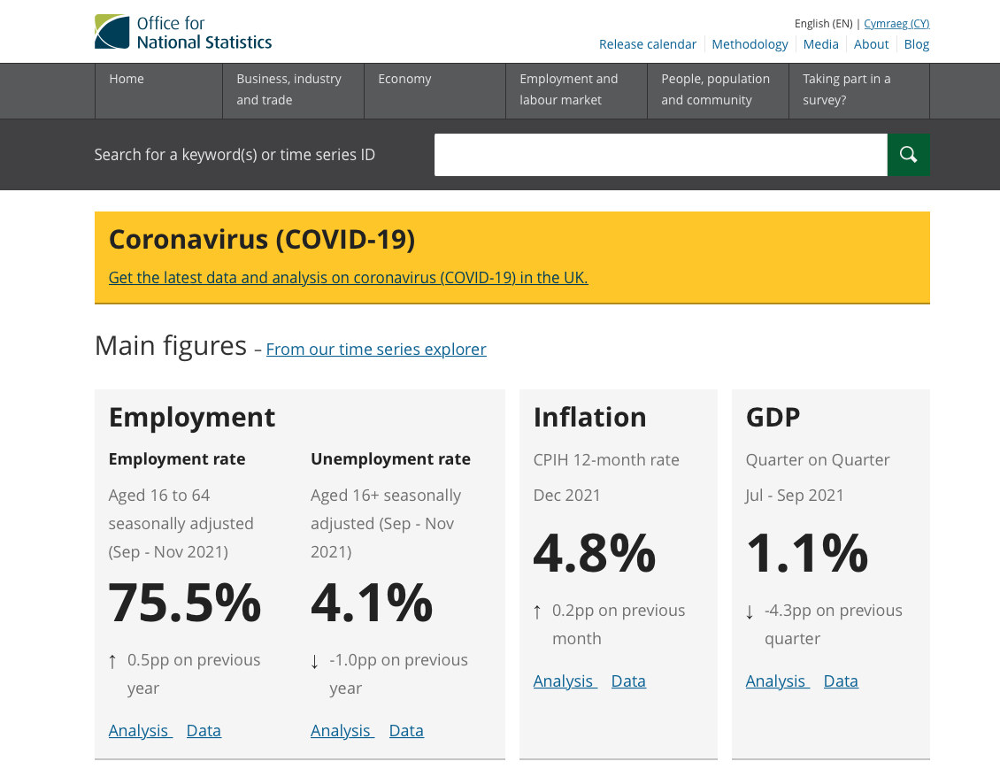 Office for
National Statistics
English (EN) | Cymraeg (CY)
Release calendar
Methodology
Media
About
Blog
Home
Business, industry
and trade
Economy
Employment and
labour market
People, population
and community
Taking part in a
survey?
Search for a keyword(s) or time series ID
Coronavirus (COVID-19)
Get the latest data and analysis on coronavirus (COVID-19) in the UK.
Main figures – From our time series explorer
Employment
Employment rate
Aged 16 to 64
seasonally adjusted
(Sep - Nov 2021)
75.5%
↑ 0.5pp on previous
year
Analysis Data
Unemployment rate
Aged 16+ seasonally
adjusted (Sep - Nov
2021)
4.1%
↓ -1.0pp on previous
year
Analysis Data
Inflation
CPIH 12-month rate
Dec 2021
4.8%
↑ 0.2pp on previous
month
Analysis Data
GDP
Quarter on Quarter
Jul - Sep 2021
1.1%
↓ -4.3pp on previous
quarter
Analysis Data